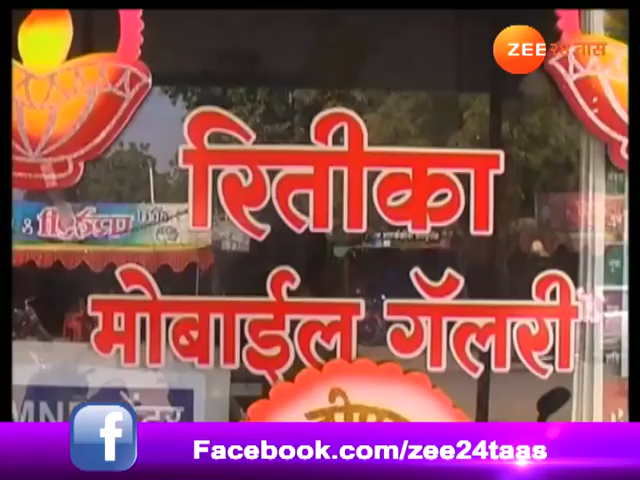 ZEE २४ तास
रितीका
मोबाईल गॅलरी
Facebook.com/zee24taas